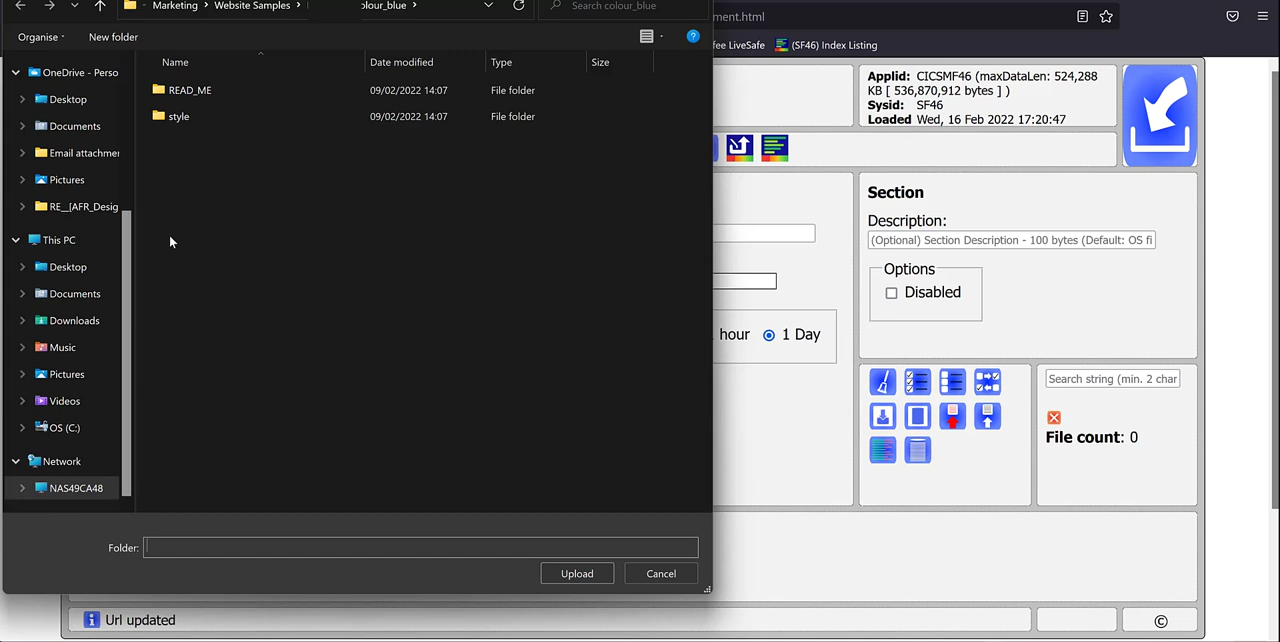 Marketing > Website Samples > olour_blue >
Search colour_blue
ment.html
Organise
New folder
fee LiveSafe
(SF46) Index Listing
Name
Date modified
Type
Size
READ_ME
09/02/2022 14:07
File folder
style
09/02/2022 14:07
File folder
OneDrive - Perso
Desktop
Documents
Email attachmer
Pictures
RE__[AFR_Desig
This PC
Desktop
Documents
Downloads
Music
Pictures
Videos
OS (C:)
Network
NAS49CA48
Folder:
Upload
Cancel
Applid: CICSMF46 (maxDataLen: 524,288
KB [ 536,870,912 bytes ] )
Sysid: SF46
Loaded Wed, 16 Feb 2022 17:20:47
Section
Description:
(Optional) Section Description - 100 bytes (Default: OS fi
Options
Disabled
hour
1 Day
Search string (min. 2 char
File count: 0
Url updated
©